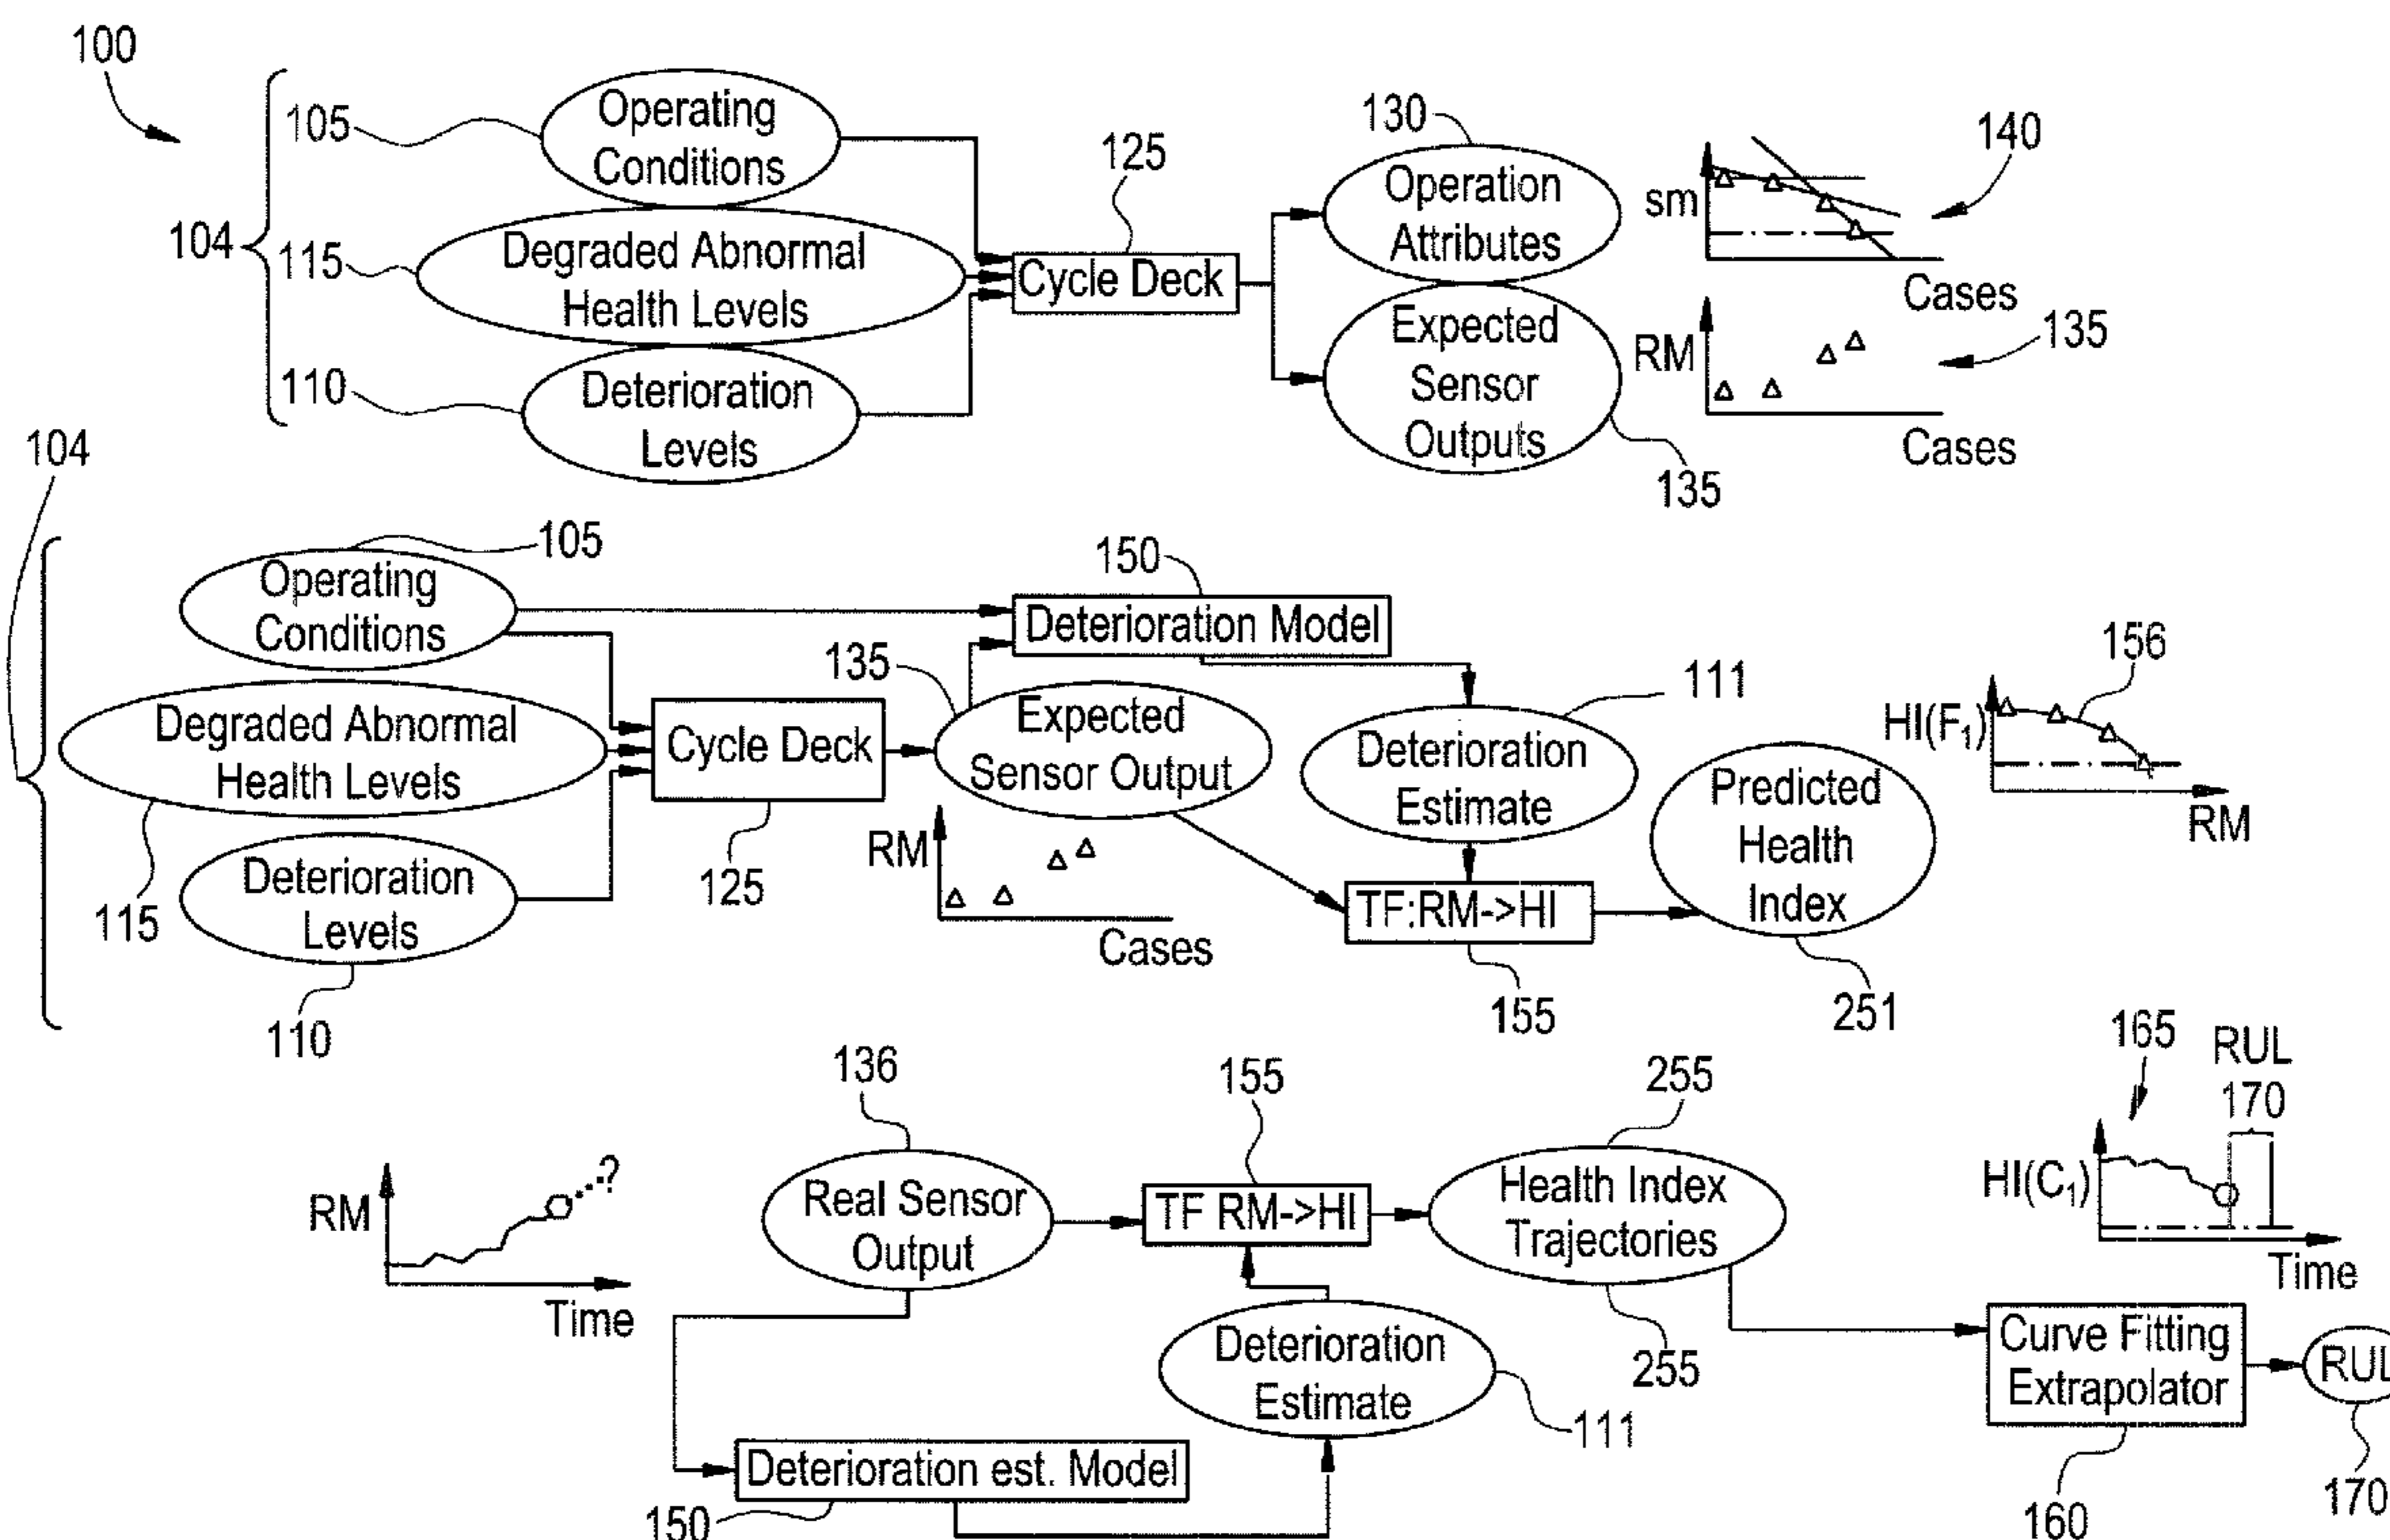 100
105
Operating
Conditions
104
115
Degraded Abnormal
Health Levels
110
Deterioration
Levels
125
Cycle Deck
130
Operation
Attributes
Expected
Sensor
Outputs
135
sm
140
Cases
RM
135
Cases
104
105
Operating
Conditions
Degraded Abnormal
Health Levels
115
Deterioration
Levels
110
Cycle Deck
125
135
Expected
Sensor Output
RM
Cases
150
Deterioration Model
111
Deterioration
Estimate
TF:RM->HI
155
Predicted
Health
Index
251
156
HI(F1)
RM
RM
?
Time
136
Real Sensor
Output
155
TF RM->HI
255
Health Index
Trajectories
255
Deterioration
Estimate
111
Deterioration est. Model
150
165
RUL
170
HI(C1)
Time
Curve Fitting
Extrapolator
160
RUL
170